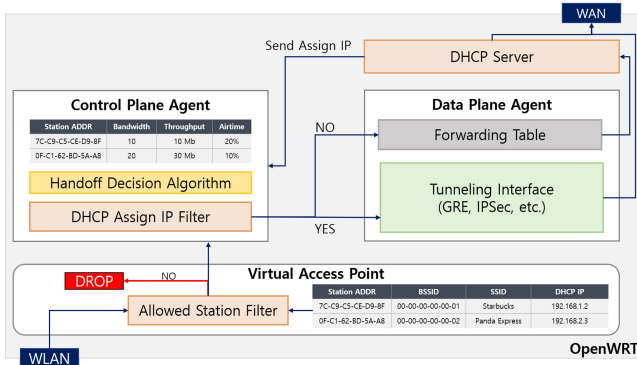 WAN
Send Assign IP
DHCP Server
Control Plane Agent
Station ADDR Bandwidth Throughput Airtime
7C-C9-C5-CE-D9-8F 10 10 Mb 20%
0F-C1-62-BD-5A-A8 20 30 Mb 10%
Handoff Decision Algorithm
DHCP Assign IP Filter
NO
YES
Data Plane Agent
Forwarding Table
Tunneling Interface
(GRE, IPSec, etc.)
Virtual Access Point
DROP
NO
Allowed Station Filter
Station ADDR BSSID SSID DHCP IP
7C-C9-C5-CE-D9-8F 00-00-00-00-00-01 Starbucks 192.168.1.2
0F-C1-62-BD-5A-A8 00-00-00-00-00-02 Panda Express 192.168.2.3
OpenWRT
WLAN